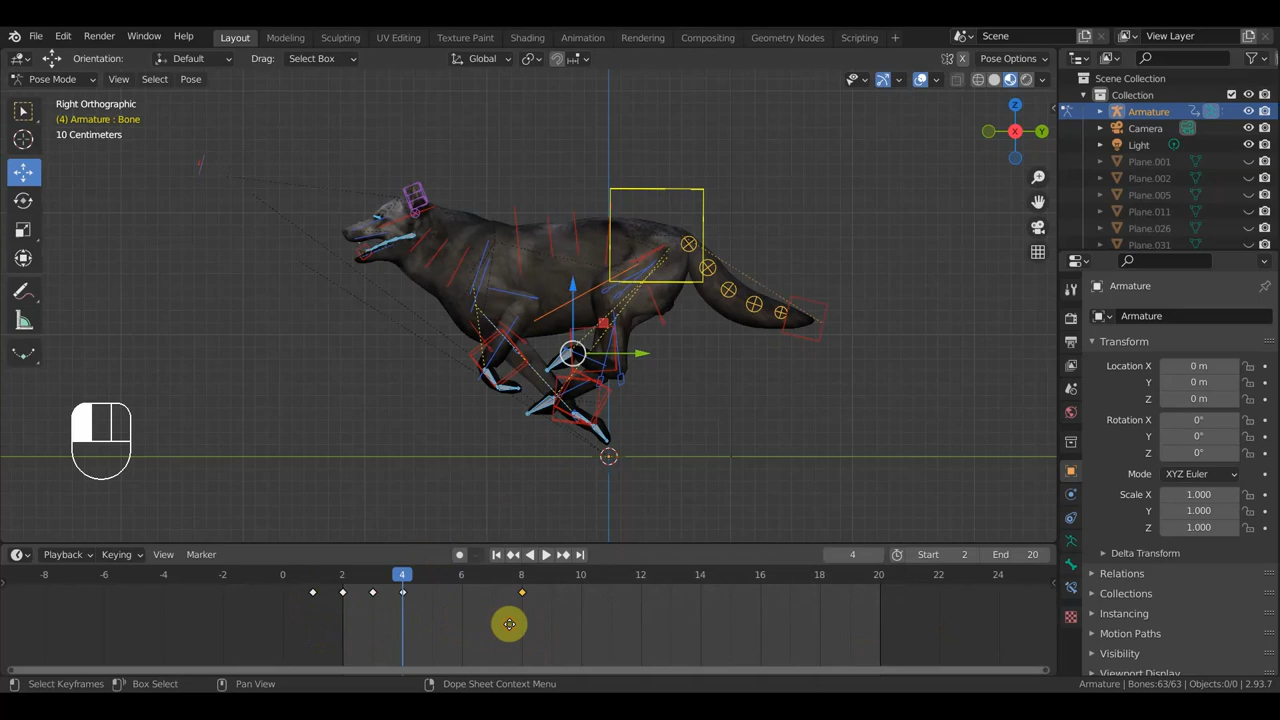 File Edit Render Window Help Layout Modeling Sculpting UV Editing Texture Paint Shading Animation Rendering Compositing Geometry Nodes Scripting + Scene View Layer
Orientation: Default Drag: Select Box Global Pose Options
Pose Mode View Select Pose
Scene Collection
Collection
Armature
Camera
Light
Plane.001
Plane.002
Plane.005
Plane.011
Plane.026
Plane.031
Right Orthographic
(4) Armature : Bone
10 Centimeters
Z
Y
X
Armature
Armature
Transform
Location X 0 m
Y 0 m
Z 0 m
Rotation X 0°
Y 0°
Z 0°
Mode XYZ Euler
Scale X 1.000
Y 1.000
Z 1.000
Delta Transform
Relations
Collections
Instancing
Motion Paths
Visibility
Viewport Display
Playback Keying View Marker 4 Start 2 End 20
-8 -6 -4 -2 0 2 4 6 8 10 12 14 16 18 20 22 24
Select Keyframes Box Select Pan View Dope Sheet Context Menu Armature | Bones:63/63 | Objects:0/0 | 2.93.7